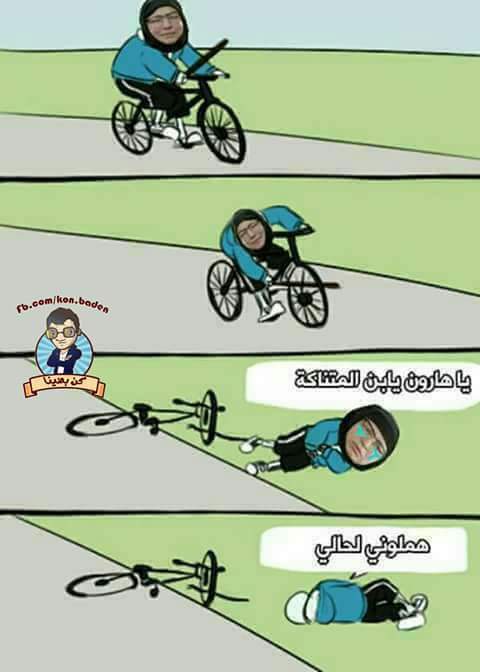 fb.com/kon.baden
كن بعدينا
يا هارون يابن المتناكة
هملوني لحالي